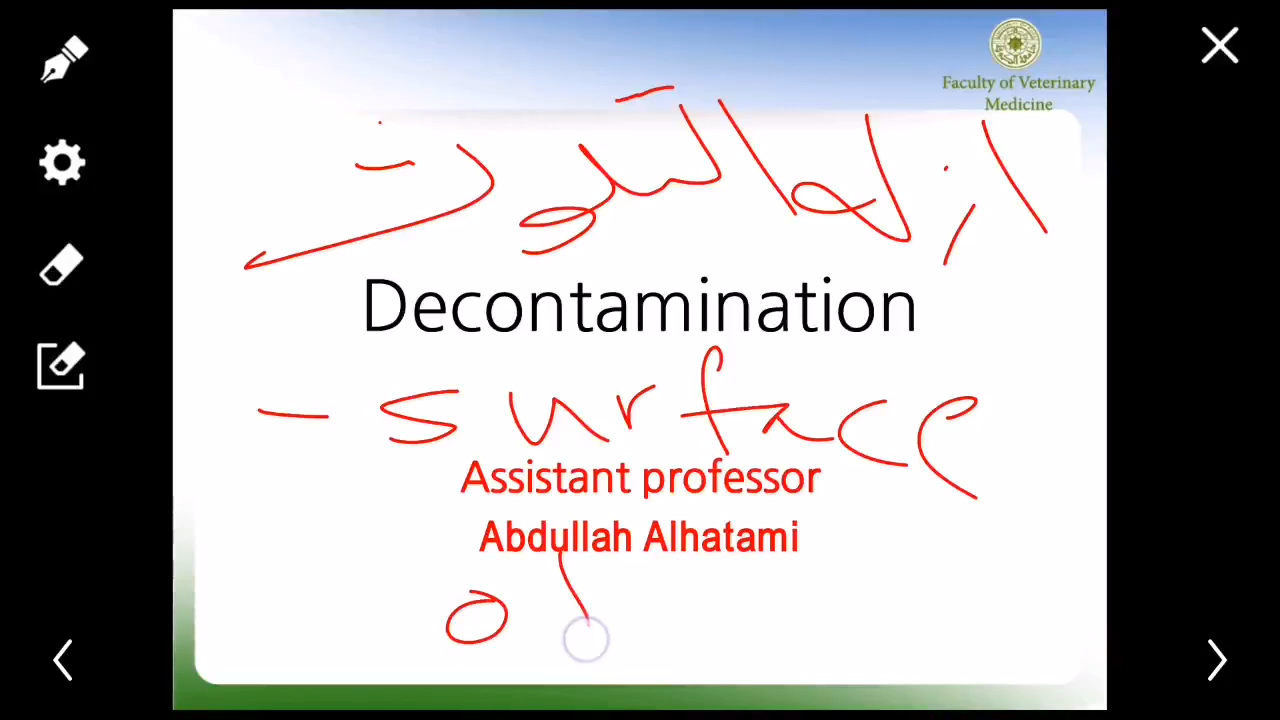 Faculty of Veterinary
Medicine
ازالة التلوث
Decontamination
- surface
Assistant professor
Abdullah Alhatami